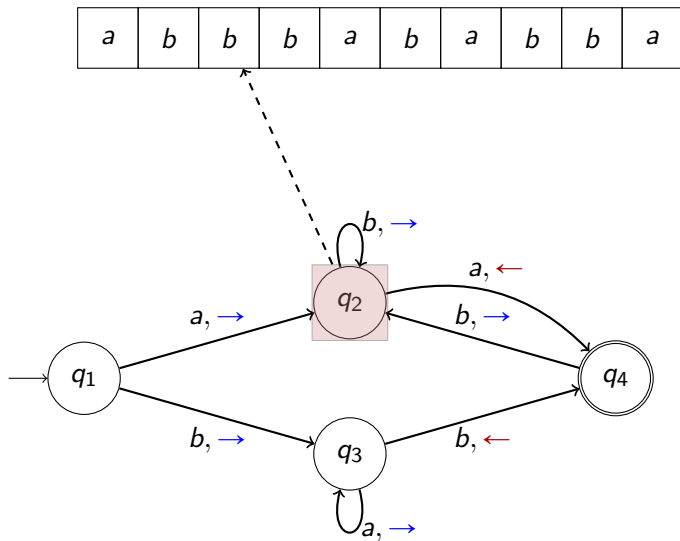 a b b b a b a b b a
b, →
a, ←
q2
a, →
b, →
q1
q4
b, →
b, ←
q3
a, →